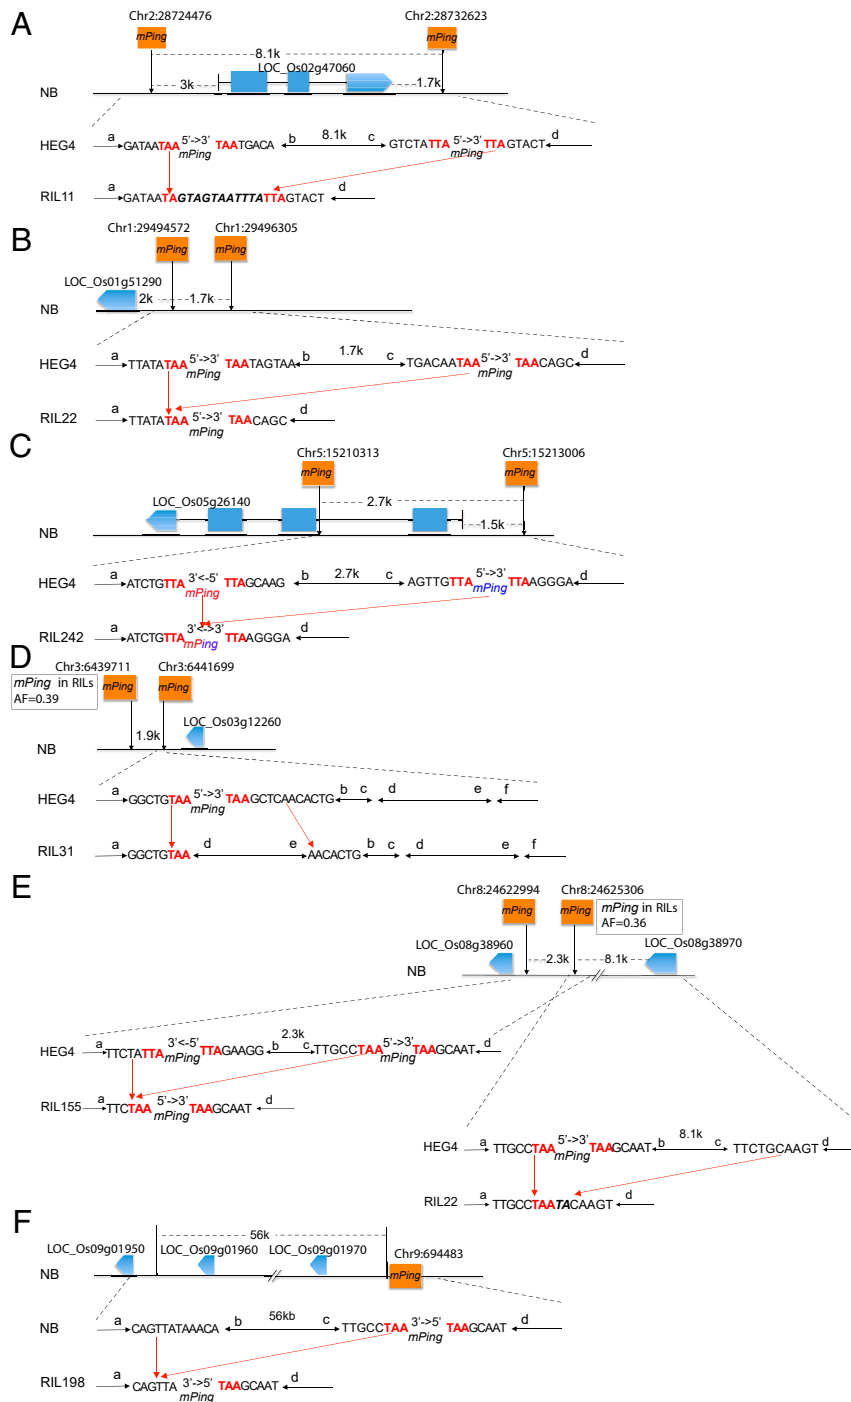 A
Chr2:28724476 Chr2:28732623
mPing mPing
8.1k
LOC_Os02g47060
3k 1.7k
NB
HEG4 a GATAATAA 5'->3' TAATGACA b 8.1k c GTCTATTA 5'->3' TTAGTACT d
mPing mPing
RIL11 a GATAATAGTAGTAATTTATTAGTACT d
B
Chr1:29494572 Chr1:29496305
mPing mPing
LOC_Os01g51290
2k 1.7k
NB
HEG4 a TTATATAA 5'->3' TAATAGTAA b 1.7k c TGACAATAA 5'->3' TAACAGC d
mPing mPing
RIL22 a TTATATAA 5'->3' TAACAGC d
mPing
C
Chr5:15210313 Chr5:15213006
mPing mPing
LOC_Os05g26140 2.7k
NB 1.5k
HEG4 a ATCTGTTA 3'<-5' TTAGCAAG b 2.7k c AGTTGTTA 5'->3' TTAAGGGA d
mPing mPing
RIL242 a ATCTGTTA 3'<->3' TTAAGGGA d
mPing
D
Chr3:6439711 Chr3:6441699
mPing in RILs mPing mPing
AF=0.39
LOC_Os03g12260
1.9k
NB
HEG4 a GGCTGTAA 5'->3' TAAGCTCAACACTG b c d e f
mPing
RIL31 a GGCTGTAA d e AACACTG b c d e f
E
Chr8:24622994 Chr8:24625306
mPing mPing mPing in RILs
AF=0.36
LOC_Os08g38960 LOC_Os08g38970
2.3k 8.1k
NB
HEG4 a TTCTATTA 3'<-5' TTAGAAGG b 2.3k c TTGCCTAA 5'->3' TAAGCAAT d
mPing mPing
RIL155 a TTCTAA 5'->3' TAAGCAAT d
mPing
HEG4 a TTGCCTAA 5'->3' TAAGCAAT b 8.1k c TTCTGCAAGT d
mPing
RIL22 a TTGCCTAATACAAGT d
F
56k
LOC_Os09g01950 LOC_Os09g01960 LOC_Os09g01970 Chr9:694483
NB mPing
NB a CAGTTATAAACA b 56kb c TTGCCTAA 3'->5' TAAGCAAT d
mPing
RIL198 a CAGTTA 3'->5' TAAGCAAT d
mPing